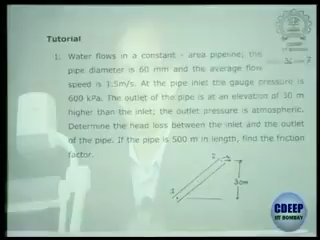 Tutorial
1. Water flows in a constant - area pipeline; the
pipe diameter is 60 mm and the average flow
speed is 1.5m/s. At the pipe inlet the gauge pressure is
600 kPa. The outlet of the pipe is at an elevation of 30 m
higher than the inlet; the outlet pressure is atmospheric.
Determine the head loss between the inlet and the outlet
of the pipe. If the pipe is 500 m in length, find the friction
factor.
2
30m
1
CDEEP
IIT BOMBAY